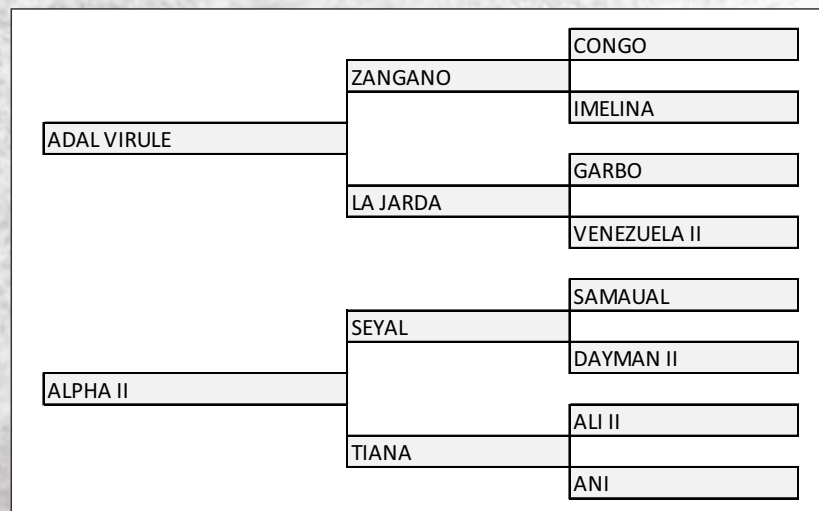 CONGO
ZANGANO
IMELINA
ADAL VIRULE
GARBO
LA JARDA
VENEZUELA II
SAMAUAL
SEYAL
DAYMAN II
ALPHA II
ALI II
TIANA
ANI